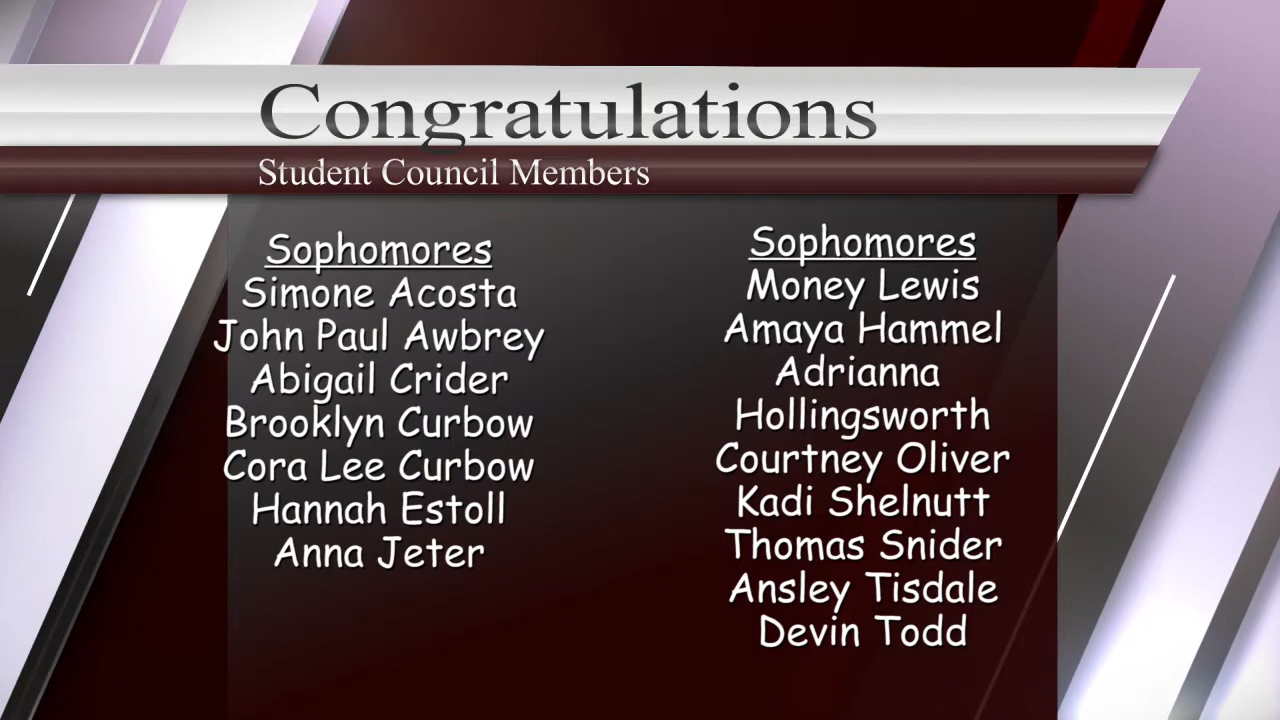 Congratulations
Student Council Members
Sophomores
Simone Acosta
John Paul Awbrey
Abigail Crider
Brooklyn Curbow
Cora Lee Curbow
Hannah Estoll
Anna Jeter
Sophomores
Money Lewis
Amaya Hammel
Adrianna
Hollingsworth
Courtney Oliver
Kadi Shelnutt
Thomas Snider
Ansley Tisdale
Devin Todd